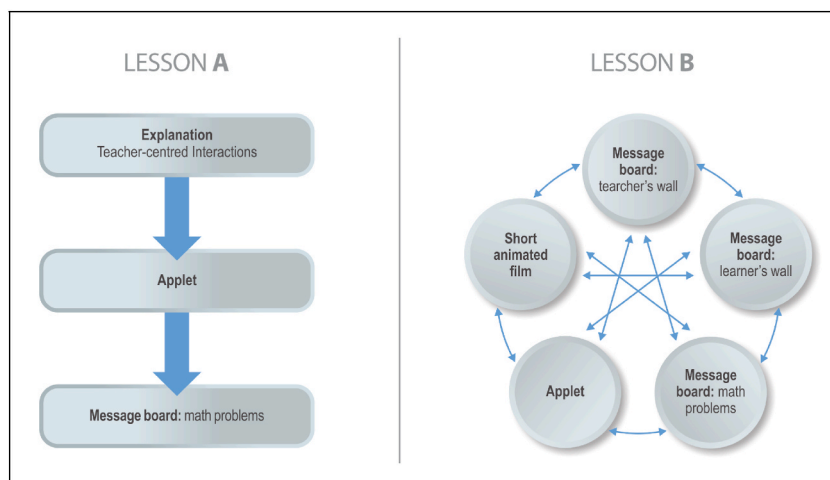 LESSON A
Explanation
Teacher-centred Interactions
Applet
Message board: math problems
LESSON B
Message
board:
tearcher's wall
Short
animated
film
Message
board:
learner's wall
Applet
Message
board: math
problems